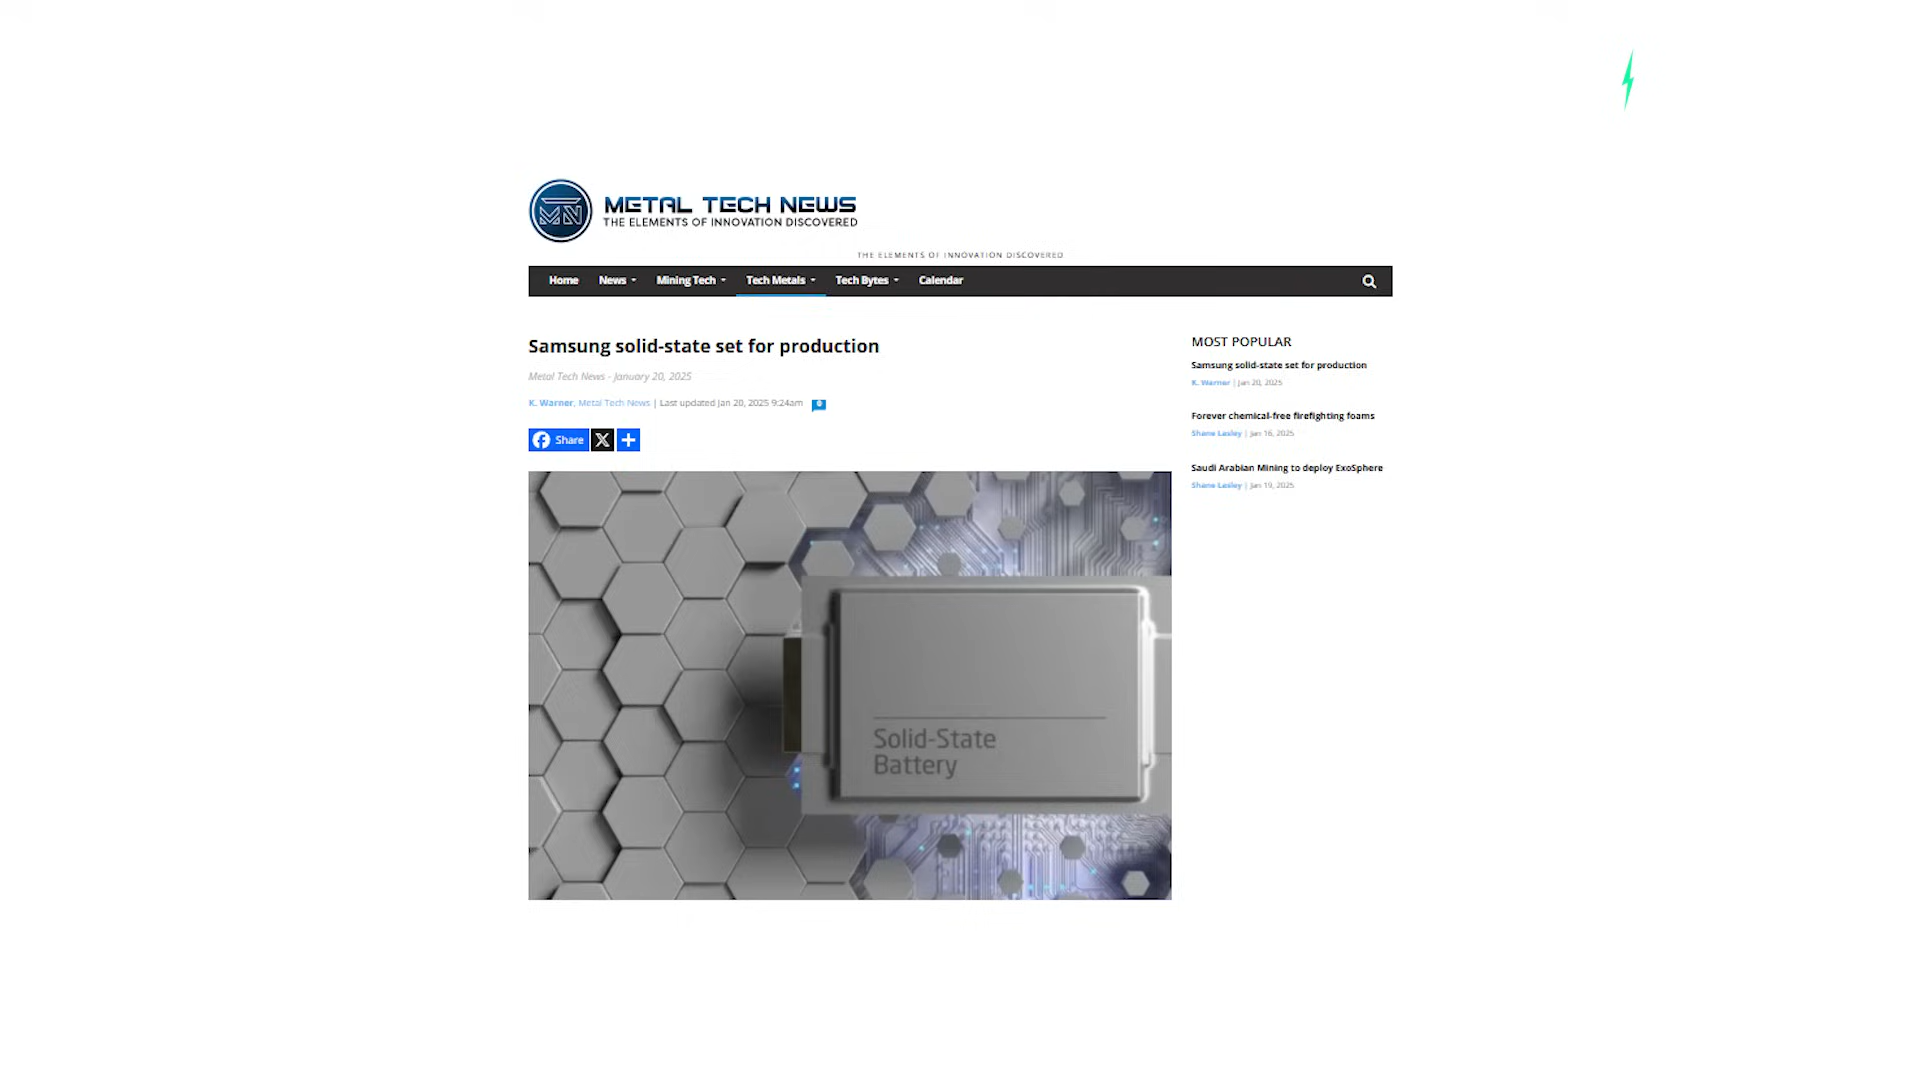 METAL TECH NEWS
THE ELEMENTS OF INNOVATION DISCOVERED
THE ELEMENTS OF INNOVATION DISCOVERED
Home News Mining Tech Tech Metals Tech Bytes Calendar
Samsung solid-state set for production
Metal Tech News - January 20, 2025
K. Warner, Metal Tech News | Last updated Jan 20, 2025 9:24am
Share
Solid-State
Battery
MOST POPULAR
Samsung solid-state set for production
K. Warner | Jan 20, 2025
Forever chemical-free firefighting foams
Shane Lasley | Jan 16, 2025
Saudi Arabian Mining to deploy ExoSphere
Shane Lasley | Jan 19, 2025